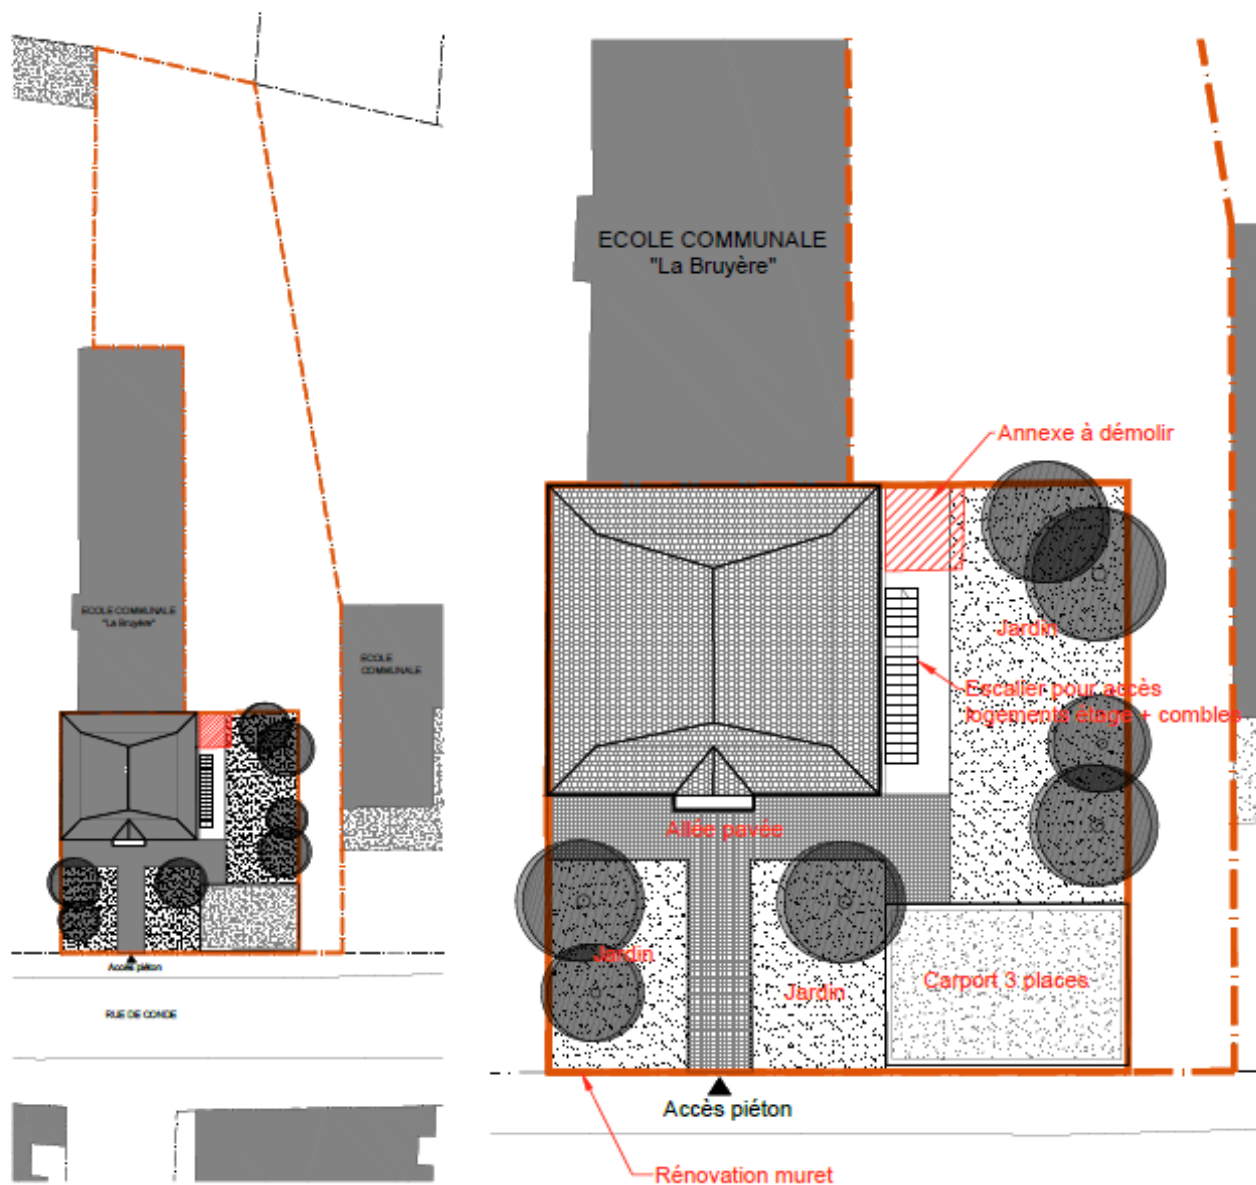 ECOLE COMMUNALE
"La Bruyère"
ECOLE
COMMUNALE
Accès piéton
RUE DE CONDE
ECOLE COMMUNALE
"La Bruyère"
Annexe à démolir
Jardin
Escalier pour accès
logements étage + combles
Allée pavée
Jardin
Jardin
Carport 3 places
Accès piéton
Rénovation muret